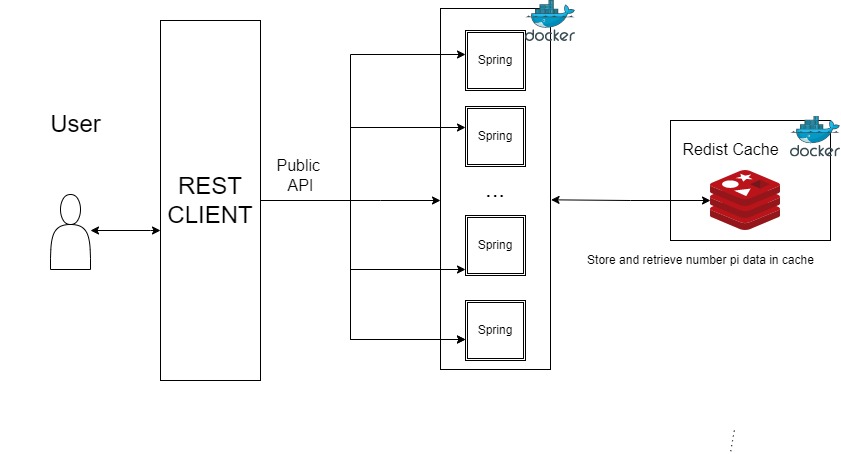 docker
Spring
User
Spring
Redist Cache
docker
Public
API
REST
CLIENT
...
Spring
Store and retrieve number pi data in cache
Spring